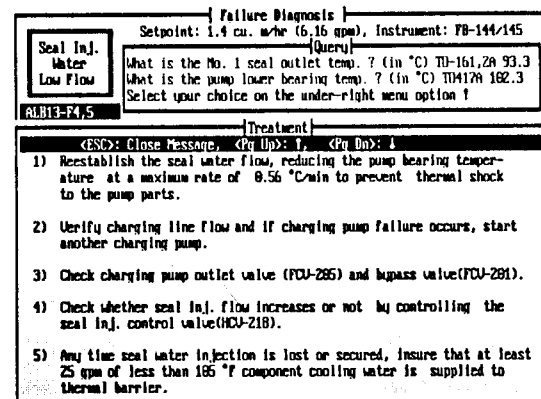 Failure Diagnosis
Setpoint: 1.4 cu. m/hr (6.16 gpm), Instrument: FB-144/145
Seal Inj.
Water
Low Flow
ALB13-F4,5
Query
What is the No. 1 seal outlet temp. ? (in °C) TU-161,2A 93.3
What is the pump lower bearing temp. ? (in °C) TU417A 102.3
Select your choice on the under-right menu option !
Treatment
<ESC>: Close Message, <Pg Up>: ↑, <Pg Dn>: ↓
1) Reestablish the seal water flow, reducing the pump bearing temper-
ature at a maximum rate of 0.56 °C/min to prevent thermal shock
to the pump parts.
2) Verify charging line flow and if charging pump failure occurs, start
another charging pump.
3) Check charging pump outlet valve (FCV-205) and bypass valve(FCV-201).
4) Check whether seal inj. flow increases or not by controlling the
seal inj. control valve(HCV-218).
5) Any time seal water injection is lost or secured, insure that at least
25 gpm of less than 105 °F component cooling water is supplied to
thermal barrier.